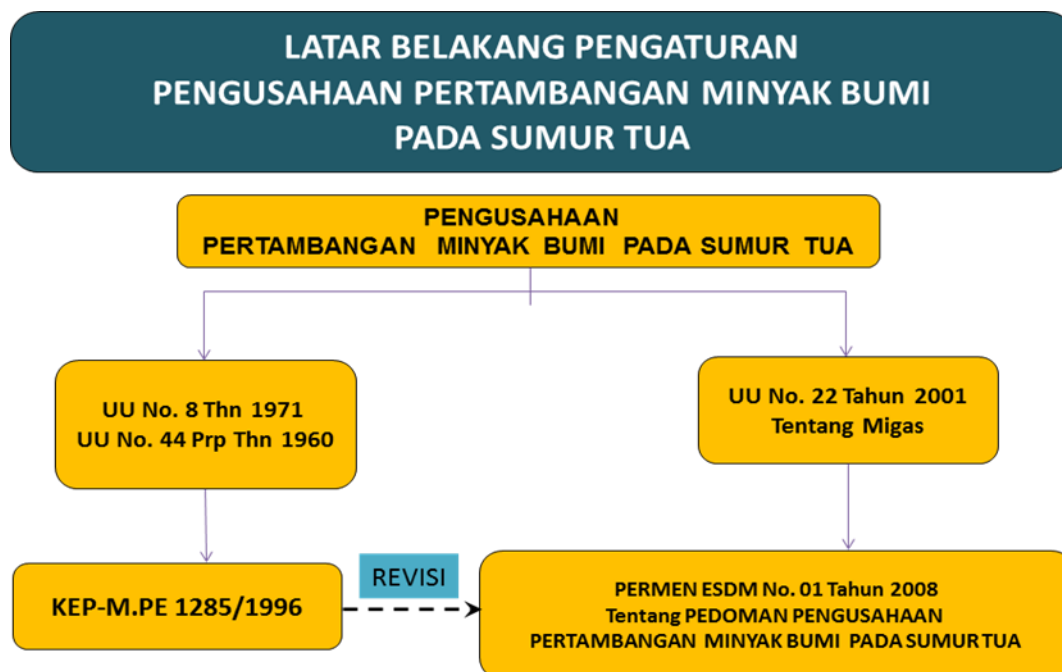 LATAR BELAKANG PENGATURAN
PENGUSAHAAN PERTAMBANGAN MINYAK BUMI
PADA SUMUR TUA
PENGUSAHAAN
PERTAMBANGAN MINYAK BUMI PADA SUMUR TUA
UU No. 8 Thn 1971
UU No. 44 Prp Thn 1960
UU No. 22 Tahun 2001
Tentang Migas
KEP-M.PE 1285/1996
REVISI
PERMEN ESDM No. 01 Tahun 2008
Tentang PEDOMAN PENGUSAHAAN
PERTAMBANGAN MINYAK BUMI PADA SUMUR TUA